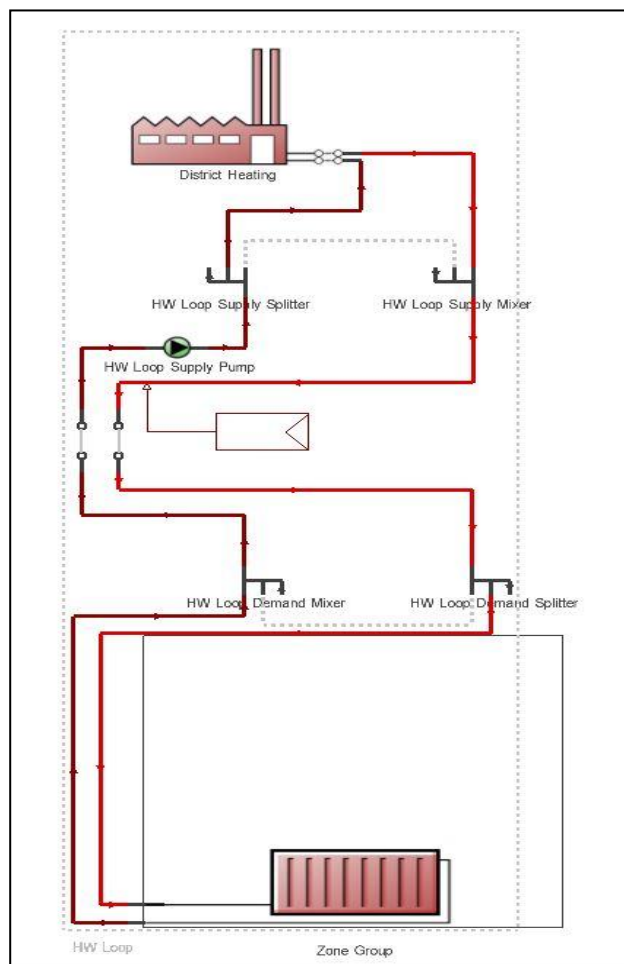 District Heating
HW Loop Supply Splitter
HW Loop Supply Mixer
HW Loop Supply Pump
HW Loop Demand Mixer
HW Loop Demand Splitter
HW Loop
Zone Group